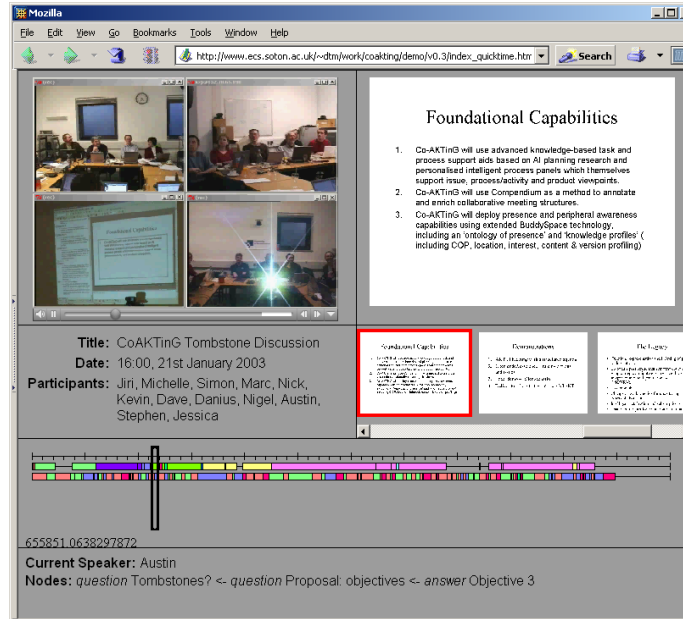 Mozilla
File Edit View Go Bookmarks Tools Window Help
http://www.ecs.soton.ac.uk/~dtm/work/coakting/demo/v0.3/index_quicktime.htm
Search
Foundational Capabilities
1. Co-AKTinG will use advanced knowledge-based task and
process support aids based on AI planning research and
personalised intelligent process panels which themselves
support issue, process/activity and product viewpoints.
2. Co-AKTinG will use Compendium as a method to annotate
and enrich collaborative meeting structures.
3. Co-AKTinG will deploy presence and peripheral awareness
capabilities using extended BuddySpace technology,
including an 'ontology of presence' and 'knowledge profiles' (
including COP, location, interest, content & version profiling)
Foundational Capabilities
Title: CoAKTinG Tombstone Discussion
Date: 16:00, 21st January 2003
Participants: Jiri, Michelle, Simon, Marc, Nick,
Kevin, Dave, Danius, Nigel, Austin,
Stephen, Jessica
Foundational Capabilities
655851.0638297872
Current Speaker: Austin
Nodes: question Tombstones? <- question Proposal: objectives <- answer Objective 3